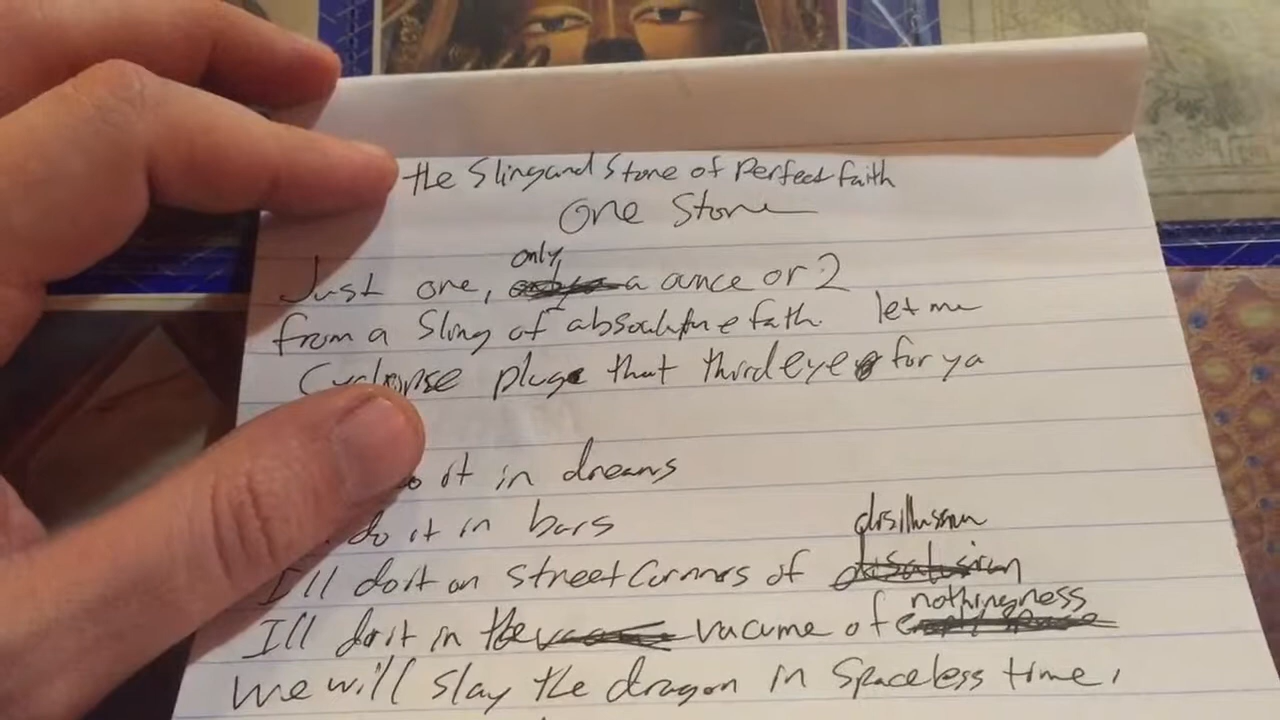 the Sling and Stone of Perfect faith
One Stone
Just one, only a ounce or 2
from a Sling of faith. let me
plug that third eye for ya
it in dreams
do it in bars
I'll do it on street corners of disillusion
I'll do it in the vacume of nothingness
We will slay the dragon in spaceless time,